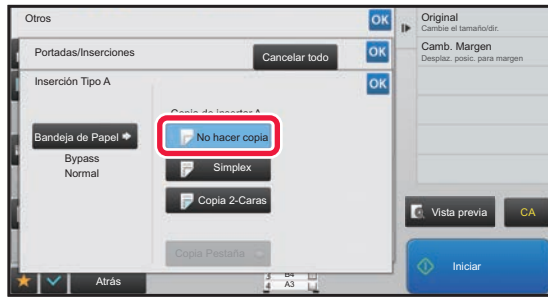 Otros
OK
Portadas/Inserciones
Cancelar todo
OK
Inserción Tipo A
OK
Copia de insertar A
Bandeja de Papel
Bypass
Normal
No hacer copia
Simplex
Copia 2-Caras
Copia Pestaña
Atrás
3 B4
4 A3
Original
Cambie el tamaño/dir.
Camb. Margen
Desplaz. posic. para margen
Vista previa
CA
Iniciar